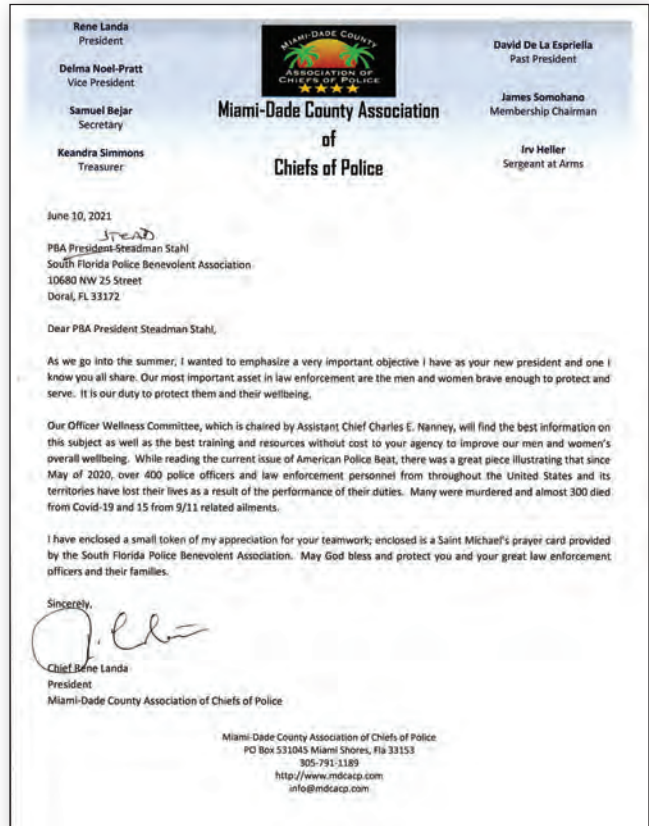 Rene Landa
President
Delma Noel-Pratt
Vice President
Samuel Bejar
Secretary
Keandra Simmons
Treasurer
MIAMI-DADE COUNTY
ASSOCIATION OF
CHIEFS OF POLICE
Miami-Dade County Association
of
Chiefs of Police
David De La Espriella
Past President
James Somohano
Membership Chairman
Irv Heller
Sergeant at Arms
June 10, 2021
STEAD
PBA President Steadman Stahl
South Florida Police Benevolent Association
10680 NW 25 Street
Doral, FL 33172
Dear PBA President Steadman Stahl,
As we go into the summer, I wanted to emphasize a very important objective I have as your new president and one I
know you all share. Our most important asset in law enforcement are the men and women brave enough to protect and
serve. It is our duty to protect them and their wellbeing.
Our Officer Wellness Committee, which is chaired by Assistant Chief Charles E. Nanney, will find the best information on
this subject as well as the best training and resources without cost to your agency to improve our men and women's
overall wellbeing. While reading the current issue of American Police Beat, there was a great piece illustrating that since
May of 2020, over 400 police officers and law enforcement personnel from throughout the United States and its
territories have lost their lives as a result of the performance of their duties. Many were murdered and almost 300 died
from Covid-19 and 15 from 9/11 related ailments.
I have enclosed a small token of my appreciation for your teamwork; enclosed is a Saint Michael's prayer card provided
by the South Florida Police Benevolent Association. May God bless and protect you and your great law enforcement
officers and their families.
Sincerely,
Chief Rene Landa
President
Miami-Dade County Association of Chiefs of Police
Miami-Dade County Association of Chiefs of Police
PO Box 531045 Miami Shores, Fla 33153
305-791-1189
http://www.mdcacp.com
info@mdcacp.com